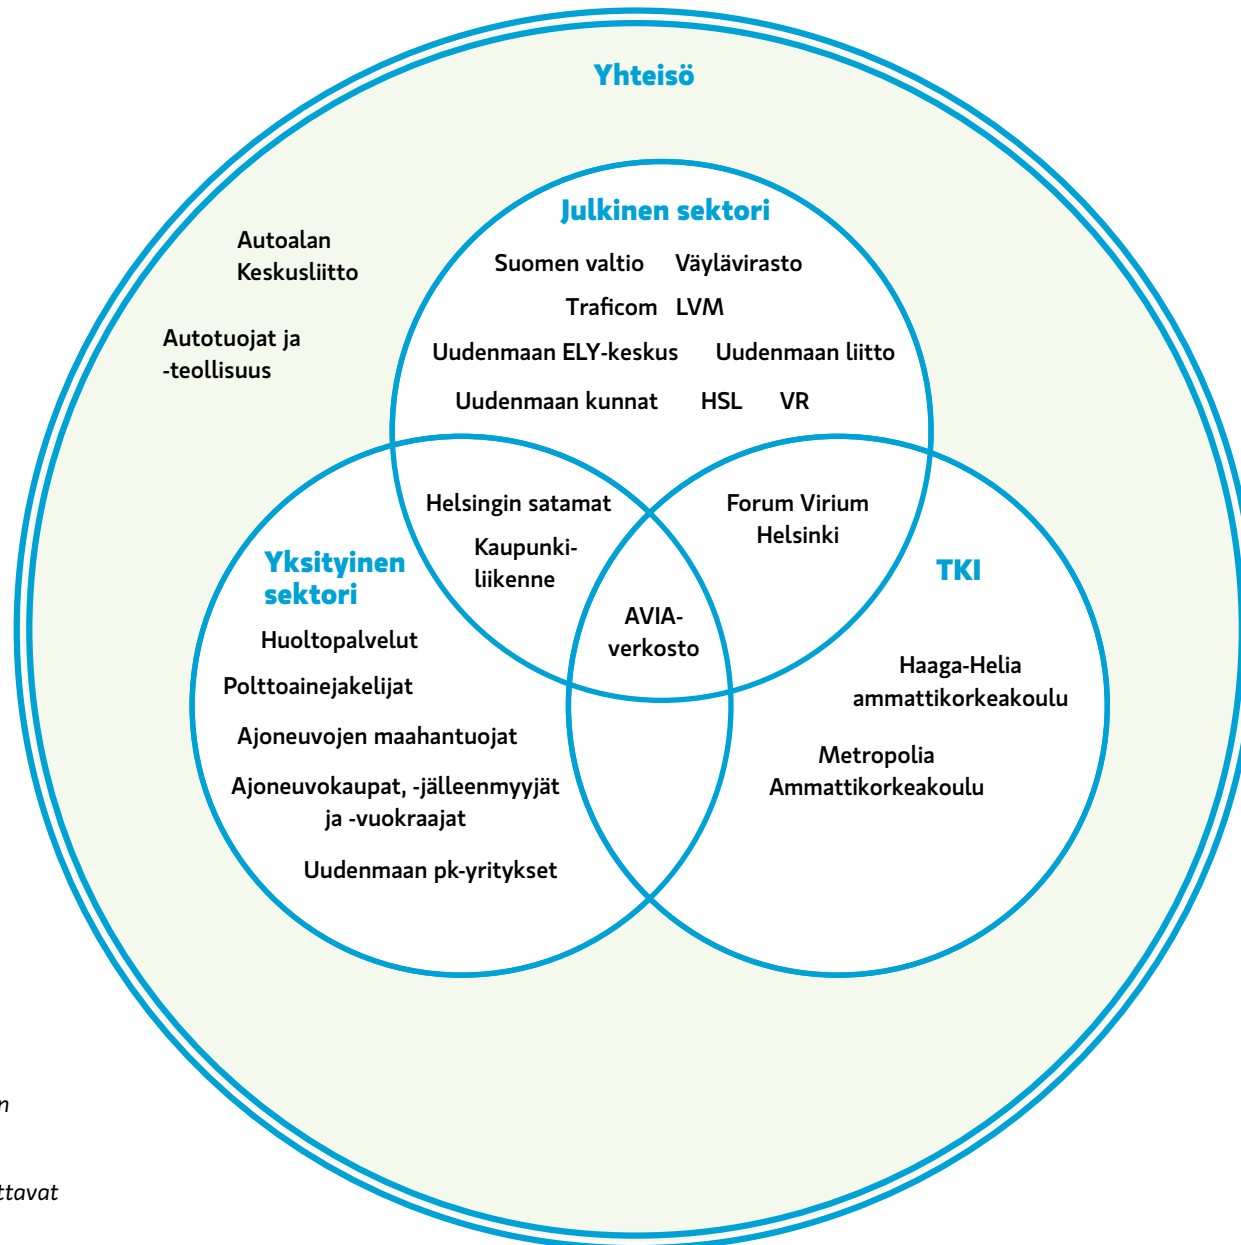 Yhteisö
Julkinen sektori
Autoalan
Keskusliitto
Suomen valtio Väylävirasto
Traficom LVM
Autotuojat ja
-teollisuus
Uudenmaan ELY-keskus Uudenmaan liitto
Uudenmaan kunnat HSL VR
Helsingin satamat
Kaupunki-
liikenne
Forum Virium
Helsinki
Yksityinen
sektori
TKI
AVIA-
verkosto
Huoltopalvelut
Polttoainejakelijat
Ajoneuvojen maahantuojat
Ajoneuvokaupat, -jälleenmyyjät
ja -vuokraajat
Uudenmaan pk-yritykset
Haaga-Helia
ammattikorkeakoulu
Metropolia
Ammattikorkeakoulu
n
ttavat